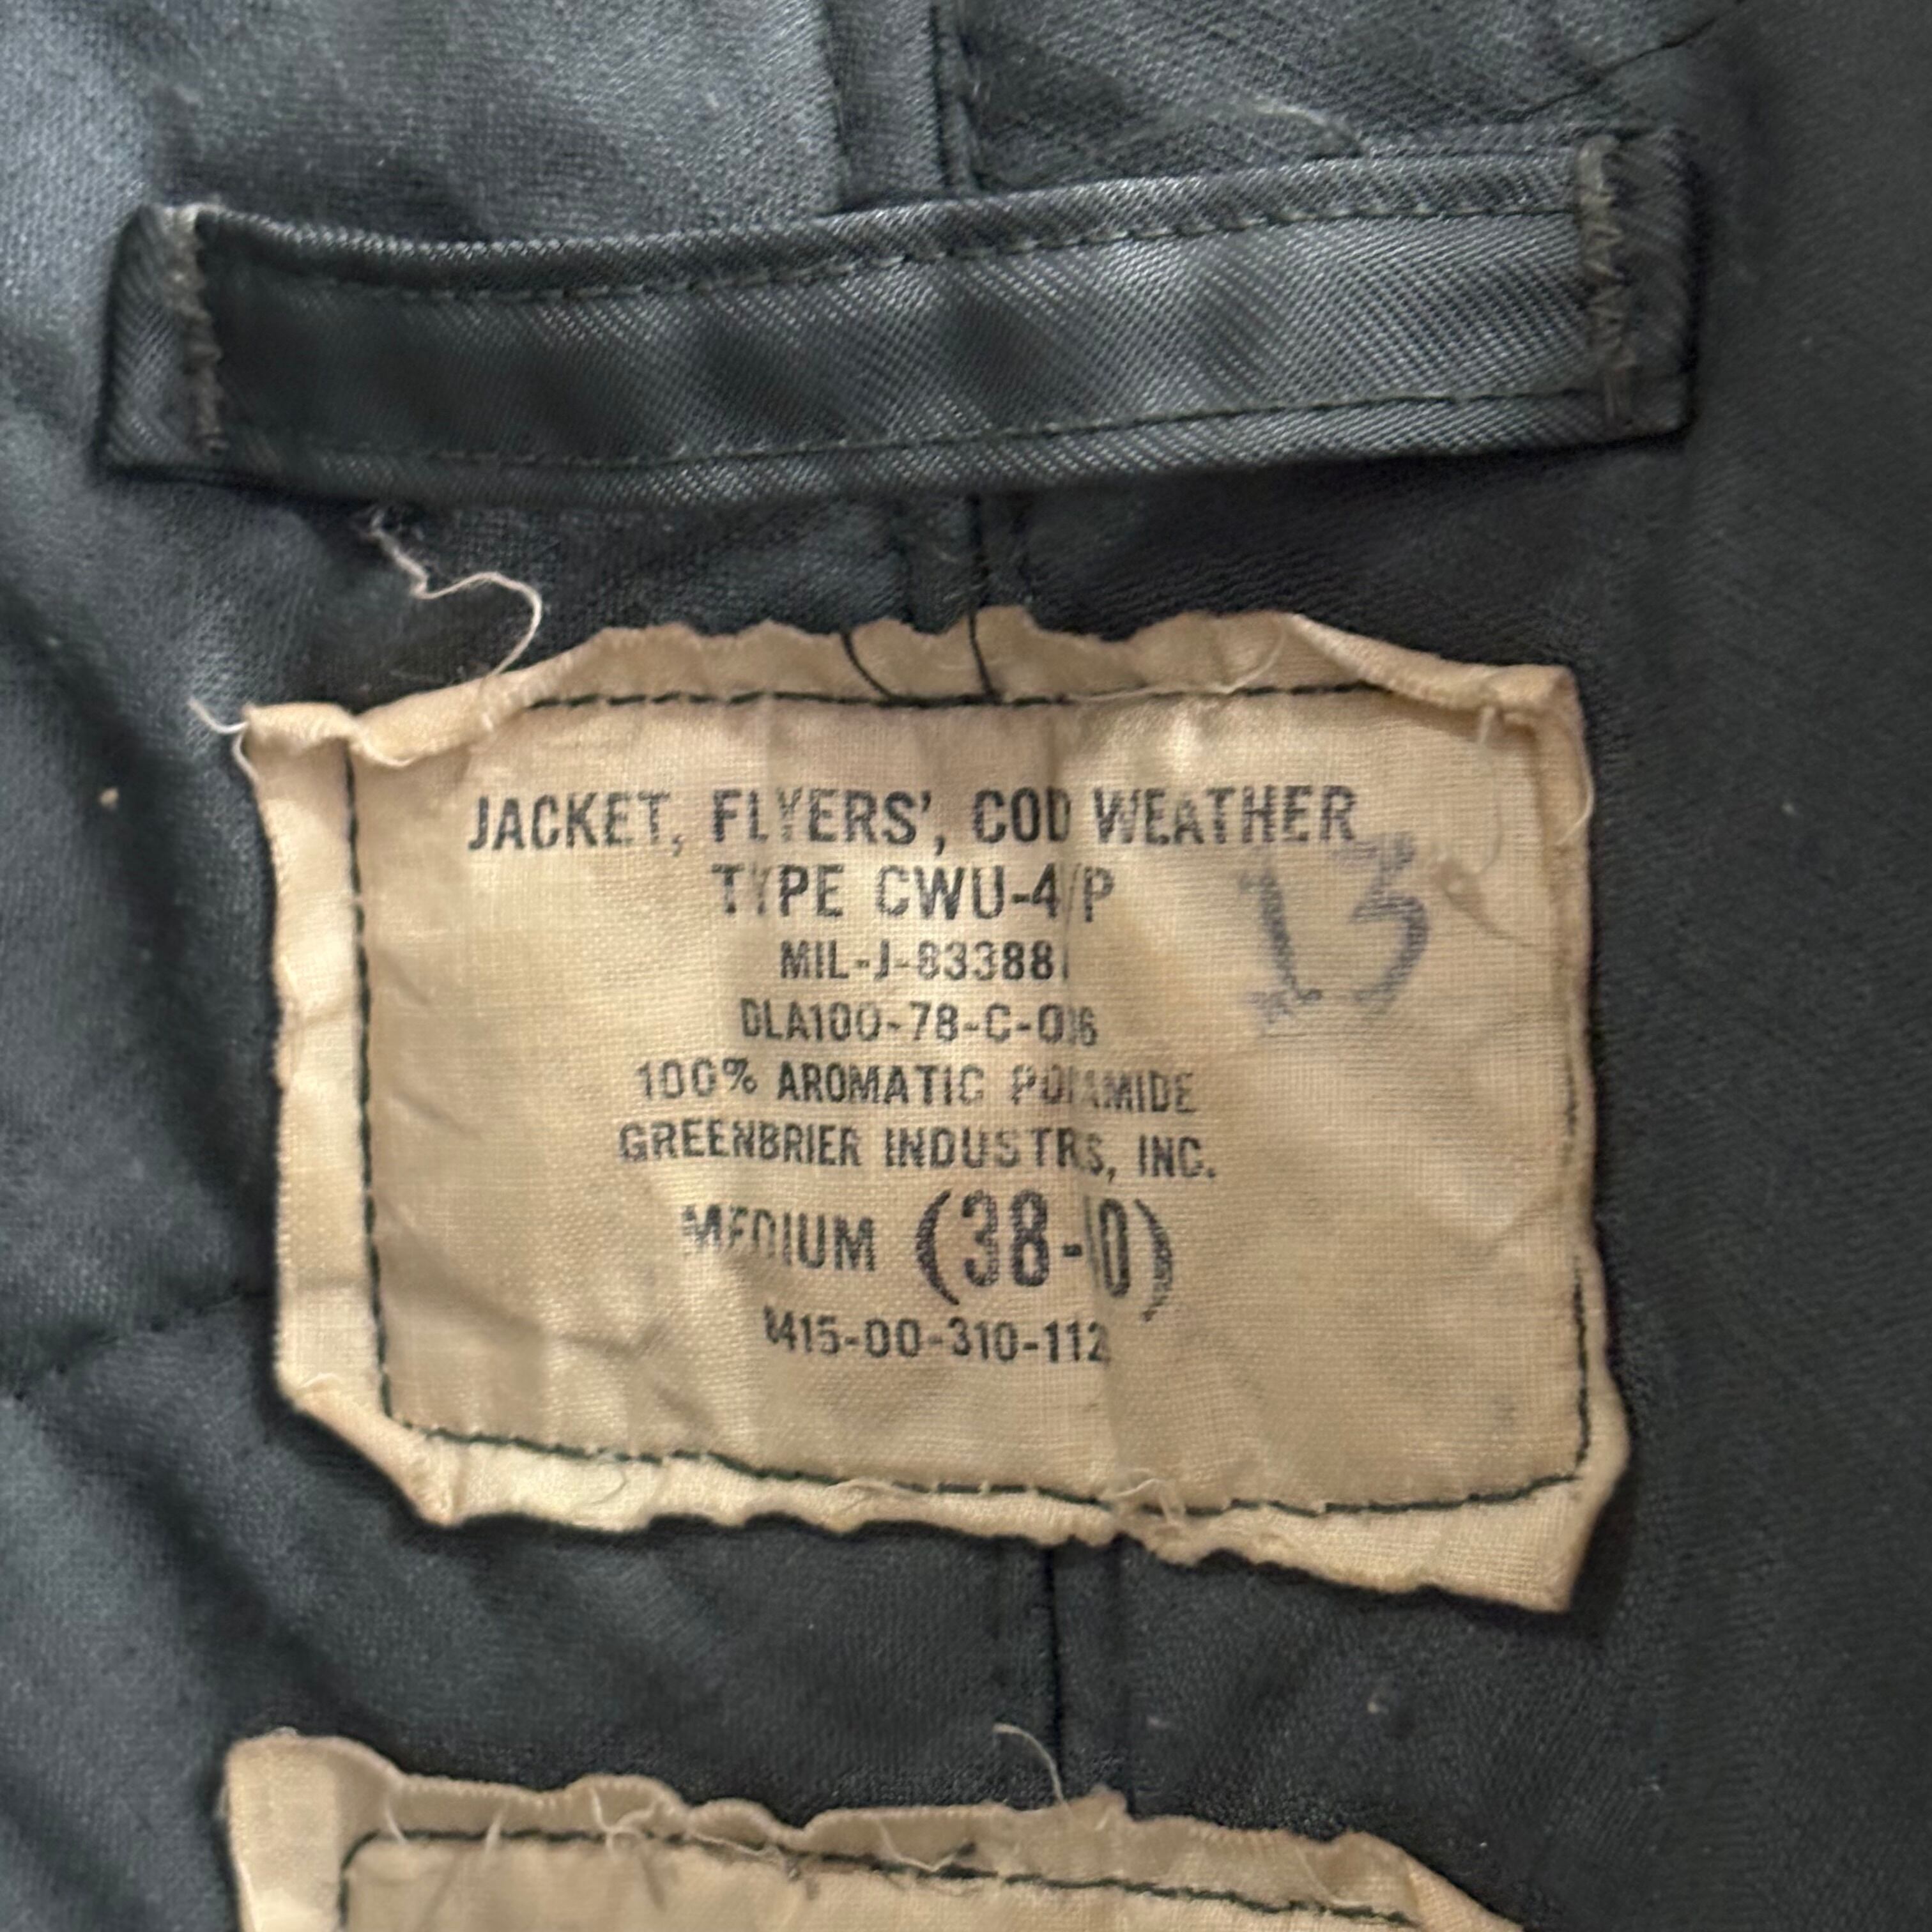 JACKET, FLYERS', COD WEATHER
13
TYPE CWU-4/P
MIL-J-83388
DLA100-78-C-0
100% AROMATIC
GREENBRIER INDUSTRS, INC.
MEDIUM (38-0)
415-00-310-112